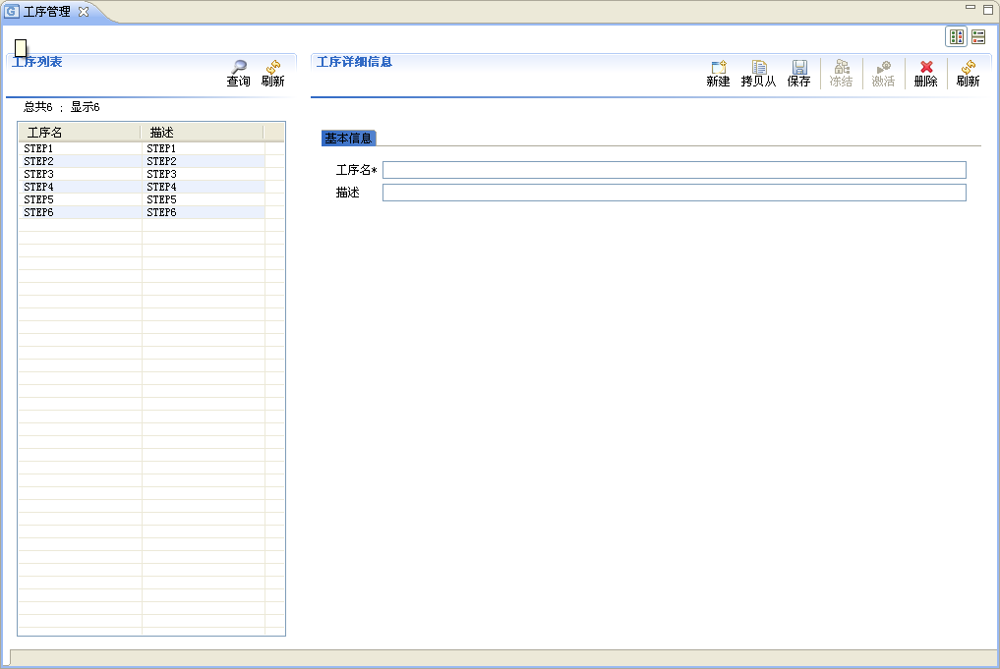 工序管理
工序列表
查询 刷新
总共6 ; 显示6
工序名 描述
STEP1 STEP1
STEP2 STEP2
STEP3 STEP3
STEP4 STEP4
STEP5 STEP5
STEP6 STEP6
工序详细信息
新建 拷贝从 保存 冻结 激活 删除 刷新
基本信息
工序名*
描述